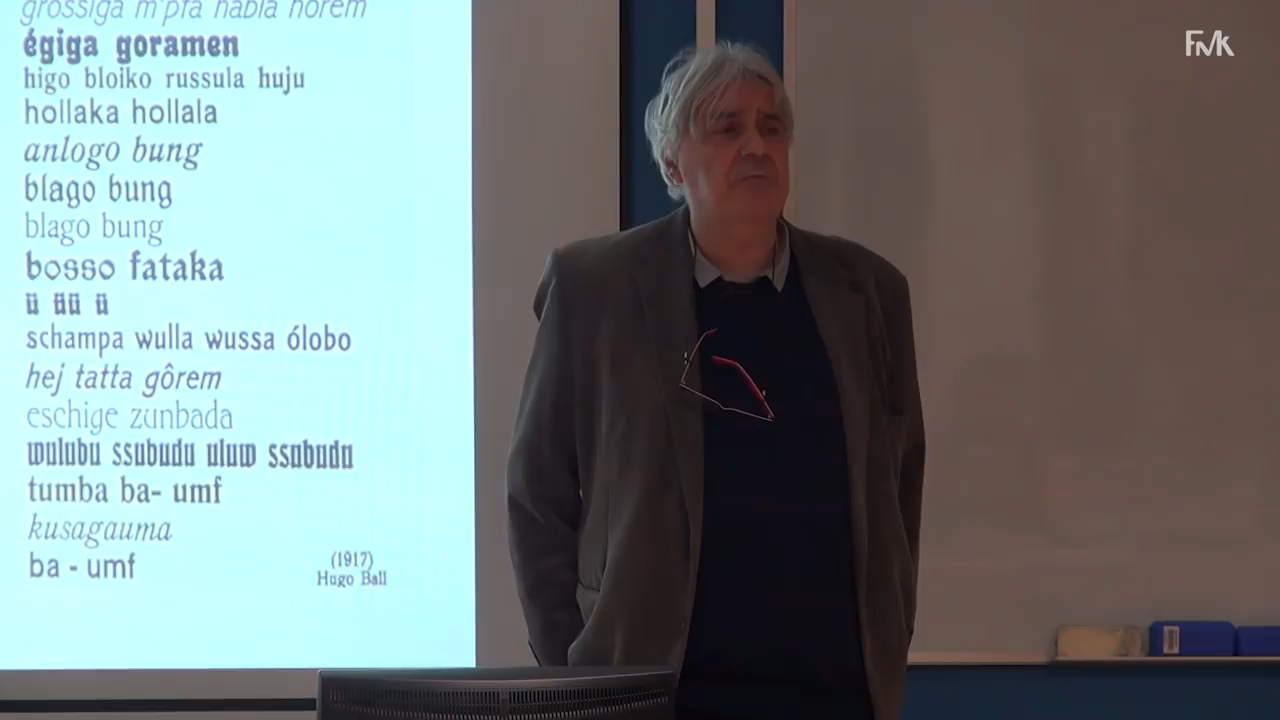 grossiga m'pfa habla horem
égiga goramen
higo bloiko russula huju
hollaka hollala
anlogo bung
blago bung
blago bung
bosso fataka
ü üü ü
schampa wulla wussa ólobo
hej tatta gôrem
eschige zunbada
wulubu ssubudu uluw ssubudu
tumba ba- umf
kusagauma
ba - umf
(1917)
Hugo Ball
FMK